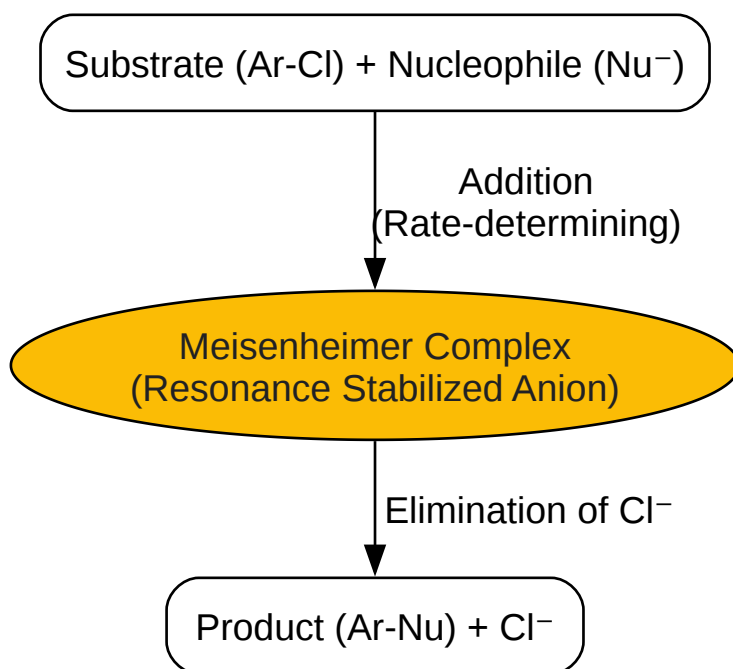 Substrate (Ar-Cl) + Nucleophile (Nu⁻)
Addition
(Rate-determining)
Meisenheimer Complex
(Resonance Stabilized Anion)
Elimination of Cl⁻
Product (Ar-Nu) + Cl⁻